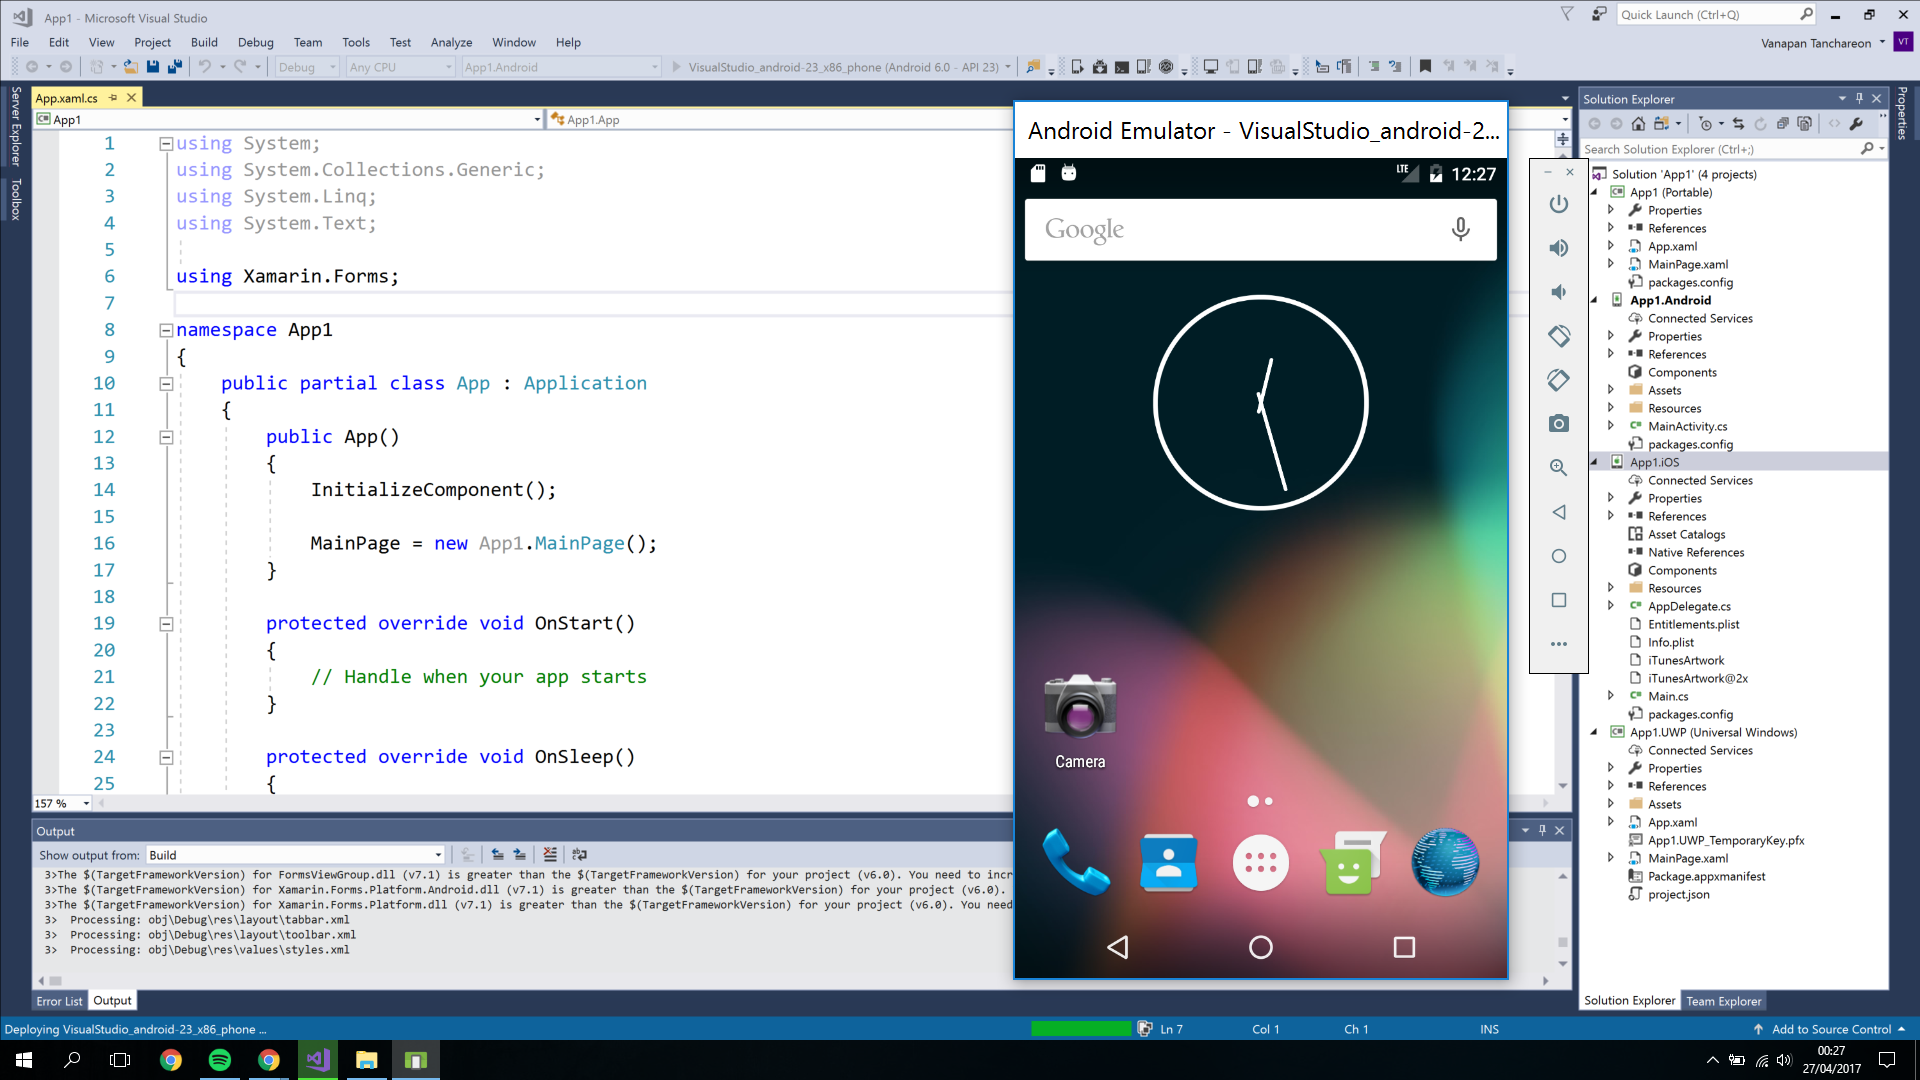 App1 - Microsoft Visual Studio
Quick Launch (Ctrl+Q)
File Edit View Project Build Debug Team Tools Test Analyze Window Help
Vanapan Tanchareon
VT
Debug Any CPU App1.Android VisualStudio_android-23_x86_phone (Android 6.0 - API 23)
Server Explorer
Toolbox
App.xaml.cs
App1
App1.App
1 using System;
2 using System.Collections.Generic;
3 using System.Linq;
4 using System.Text;
5
6 using Xamarin.Forms;
7
8 namespace App1
9 {
10 public partial class App : Application
11 {
12 public App()
13 {
14 InitializeComponent();
15
16 MainPage = new App1.MainPage();
17 }
18
19 protected override void OnStart()
20 {
21 // Handle when your app starts
22 }
23
24 protected override void OnSleep()
25 {
157 %
Output
Show output from: Build
3>The $(TargetFrameworkVersion) for FormsViewGroup.dll (v7.1) is greater than the $(TargetFrameworkVersion) for your project (v6.0). You need to incr
3>The $(TargetFrameworkVersion) for Xamarin.Forms.Platform.Android.dll (v7.1) is greater than the $(TargetFrameworkVersion) for your project (v6.0).
3>The $(TargetFrameworkVersion) for Xamarin.Forms.Platform.dll (v7.1) is greater than the $(TargetFrameworkVersion) for your project (v6.0). You need
3> Processing: obj\Debug\res\layout\tabbar.xml
3> Processing: obj\Debug\res\layout\toolbar.xml
3> Processing: obj\Debug\res\values\styles.xml
Error List
Output
Android Emulator - VisualStudio_android-2...
LTE 12:27
Google
Camera
Solution Explorer
Properties
Search Solution Explorer (Ctrl+;)
Solution 'App1' (4 projects)
App1 (Portable)
Properties
References
App.xaml
MainPage.xaml
packages.config
App1.Android
Connected Services
Properties
References
Components
Assets
Resources
MainActivity.cs
packages.config
App1.iOS
Connected Services
Properties
References
Asset Catalogs
Native References
Components
Resources
AppDelegate.cs
Entitlements.plist
Info.plist
iTunesArtwork
iTunesArtwork@2x
Main.cs
packages.config
App1.UWP (Universal Windows)
Connected Services
Properties
References
Assets
App.xaml
App1.UWP_TemporaryKey.pfx
MainPage.xaml
Package.appxmanifest
project.json
Solution Explorer
Team Explorer
Deploying VisualStudio_android-23_x86_phone ...
Ln 7 Col 1 Ch 1 INS
Add to Source Control
00:27
27/04/2017